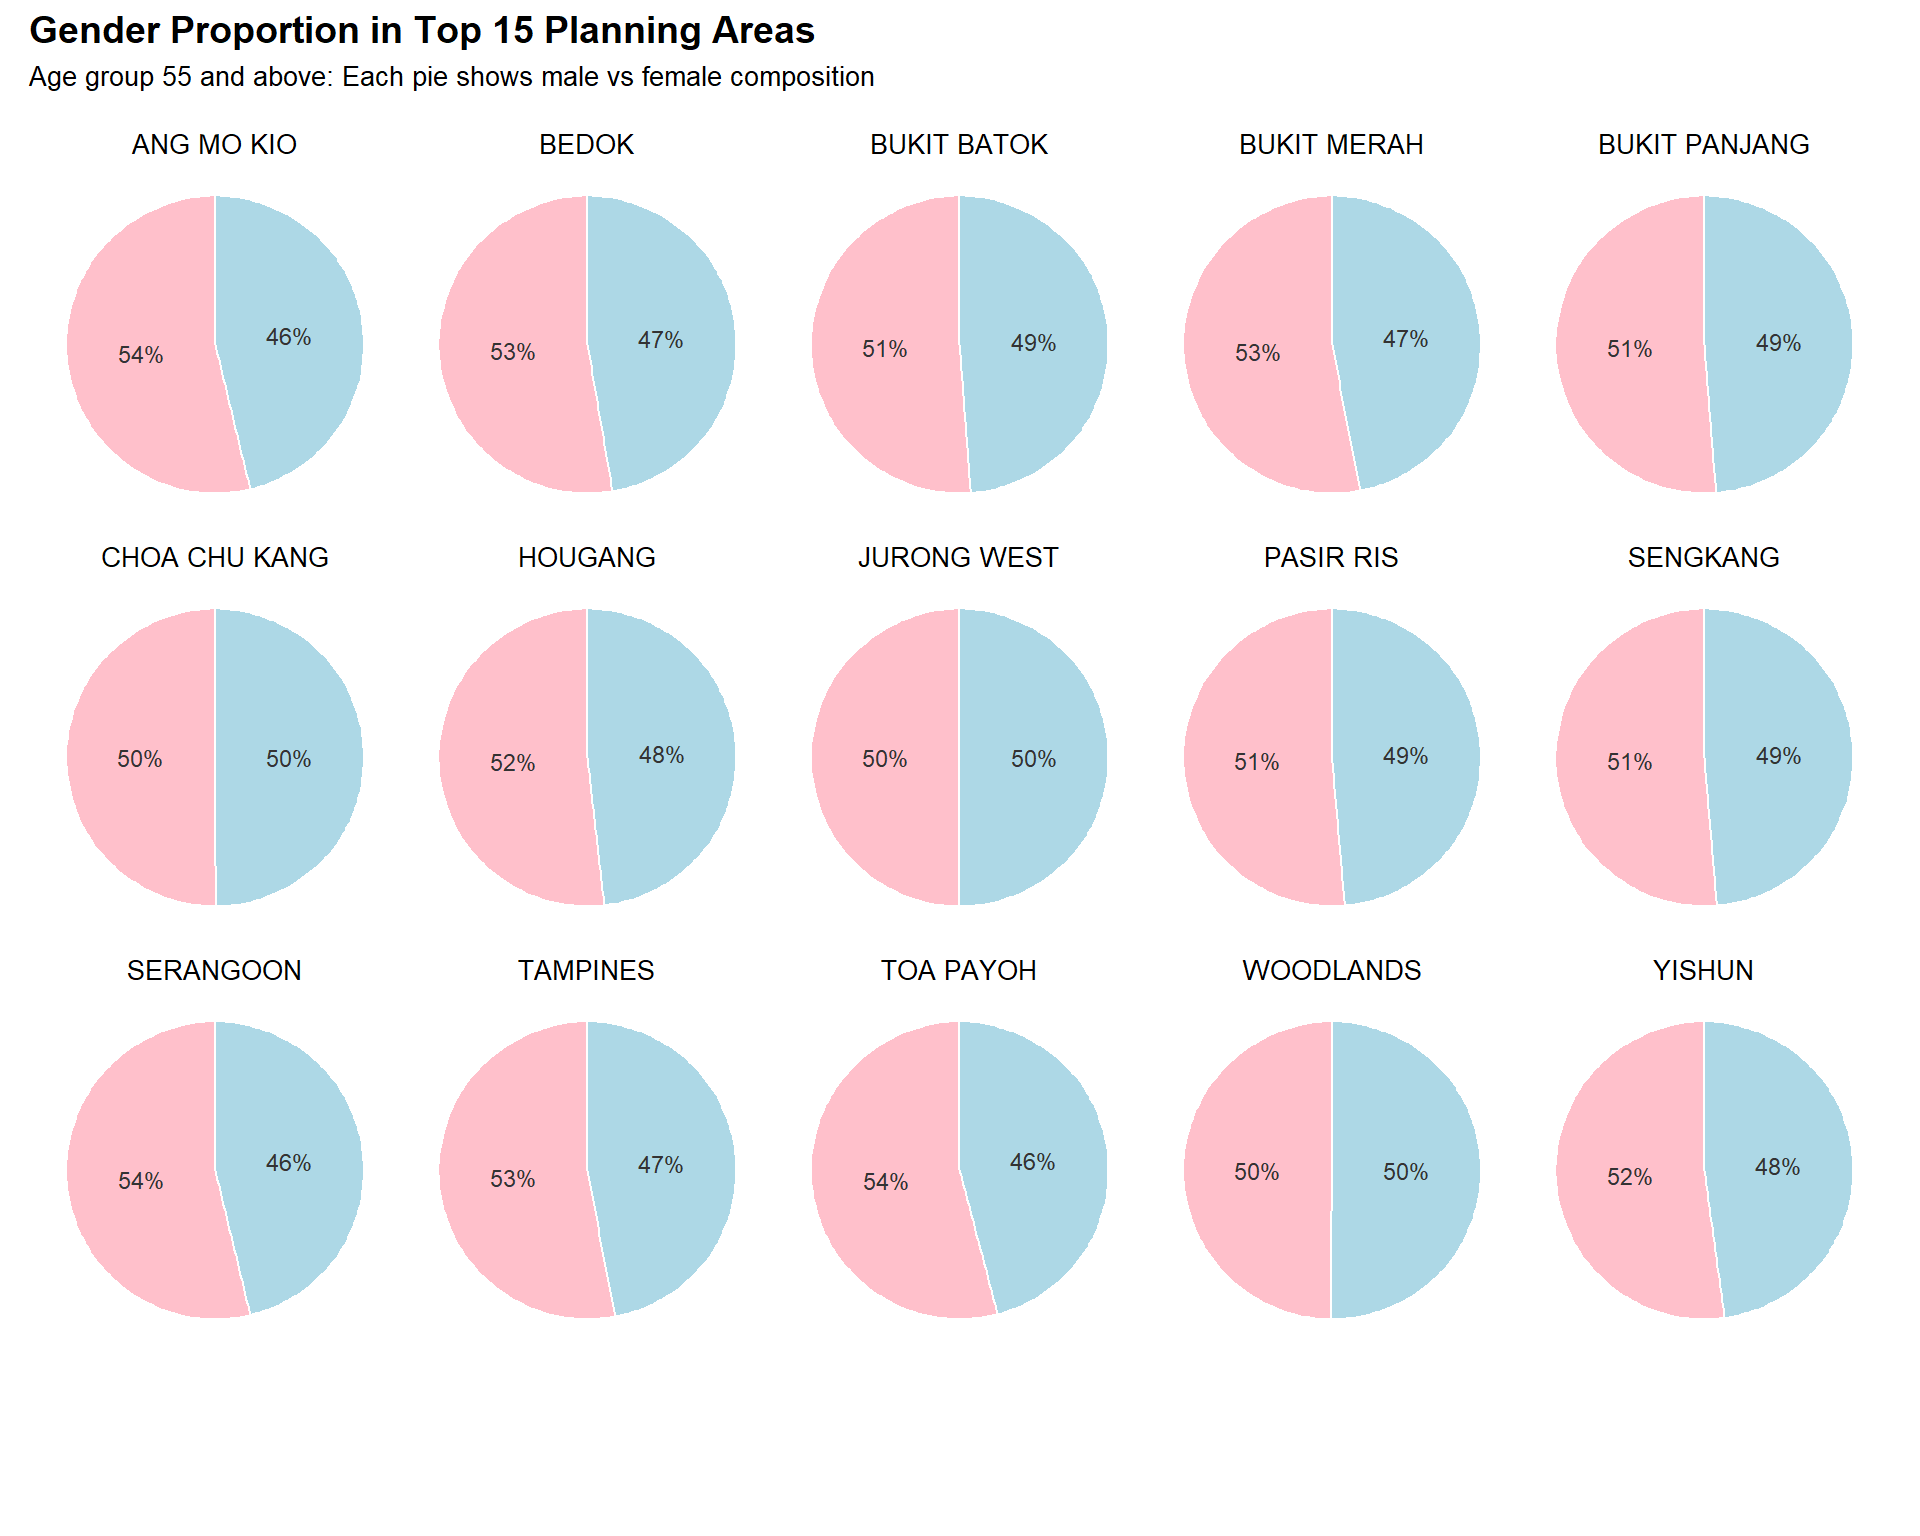 Gender Proportion in Top 15 Planning Areas
Age group 55 and above: Each pie shows male vs female composition
ANG MO KIO BEDOK BUKIT BATOK BUKIT MERAH BUKIT PANJANG
54% 46% 53% 47% 51% 49% 53% 47% 51% 49%
CHOA CHU KANG HOUGANG JURONG WEST PASIR RIS SENGKANG
50% 50% 52% 48% 50% 50% 51% 49% 51% 49%
SERANGOON TAMPINES TOA PAYOH WOODLANDS YISHUN
54% 46% 53% 47% 54% 46% 50% 50% 52% 48%